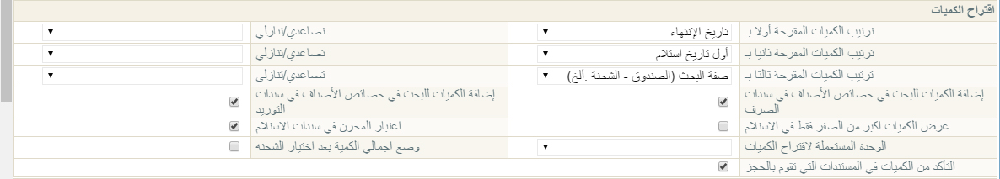 اقتراح الكميات
ترتيب الكميات المقرحة أولا بـ تاريخ الإنتهاء تصاعدي/تنازلي
ترتيب الكميات المقرحة ثانيا بـ أول تاريخ استلام تصاعدي/تنازلي
ترتيب الكميات المقرحة ثالثا بـ صفة البحث (الصندوق - الشحنة .ألخ) تصاعدي/تنازلي
إضافة الكميات للبحث في خصائص الأصناف في سندات الصرف
إضافة الكميات للبحث في خصائص الأصناف في سندات التوريد
عرض الكميات اكبر من الصفر فقط في الاستلام اعتبار المخزن في سندات الاستلام
الوحدة المستعملة لاقتراح الكميات وضع اجمالي الكمية بعد اختيار الشحنه
التأكد من الكميات في المستندات التي تقوم بالحجز